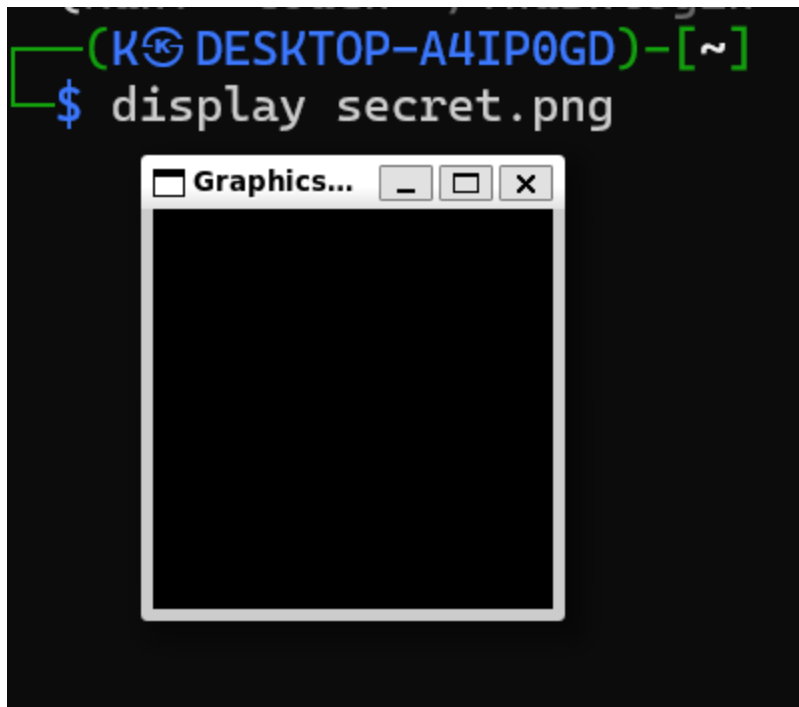 ┌──(K㉿DESKTOP-A4IP0GD)-[~]
└─$ display secret.png
Graphics...